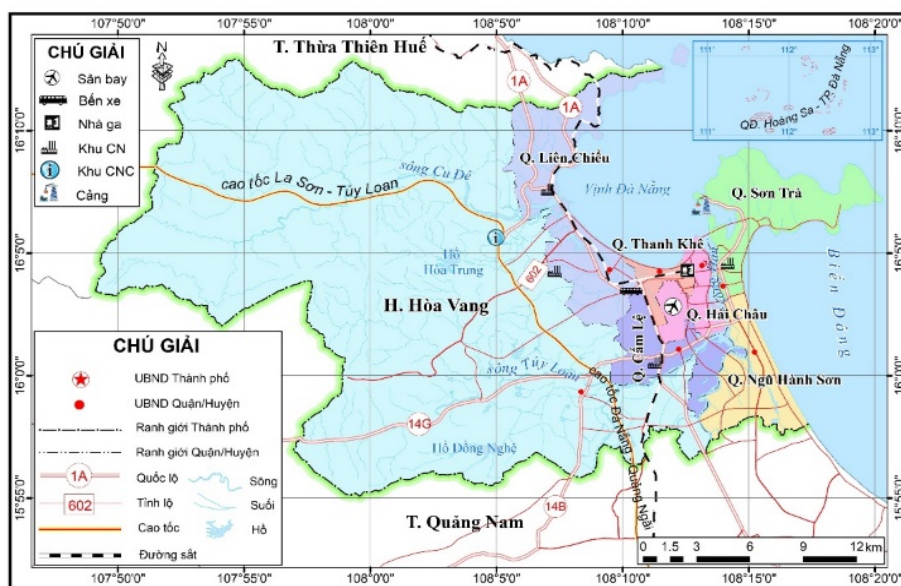 107°50'0"
107°55'0"
108°0'0"
108°5'0"
108°10'0"
108°15'0"
108°20'0"
CHÚ GIẢI
Sân bay
Bến xe
Nhà ga
Khu CN
Khu CNC
Cảng
N
T. Thừa Thiên Huế
1A
1A
111°
112°
113°
QĐ. Hoàng Sa - TP. Đà Nẵng
111°
112°
113°
16°10'0"
16°10'0"
Q. Liên Chiểu
sông Cu Đê
cao tốc La Sơn - Túy Loan
Vịnh Đà Nẵng
Q. Sơn Trà
16°5'0"
16°5'0"
Q. Thanh Khê
Hồ
Hòa Trung
602
Biển Đông
H. Hòa Vang
Q. Hải Châu
Q. Cẩm Lệ
16°0'0"
16°0'0"
sông Túy Loan
Q. Ngũ Hành Sơn
cao tốc Đà Nẵng - Quảng Ngãi
14G
Hồ Đồng Nghệ
14B
T. Quảng Nam
15°55'0"
15°55'0"
CHÚ GIẢI
UBND Thành phố
UBND Quận/Huyện
Ranh giới Thành phố
Ranh giới Quận/Huyện
1A Quốc lộ
Sông
602 Tỉnh lộ
Suối
Cao tốc
Hồ
Đường sắt
0 1.5 3 6 9 12 km
107°50'0"
107°55'0"
108°0'0"
108°5'0"
108°10'0"
108°15'0"
108°20'0"